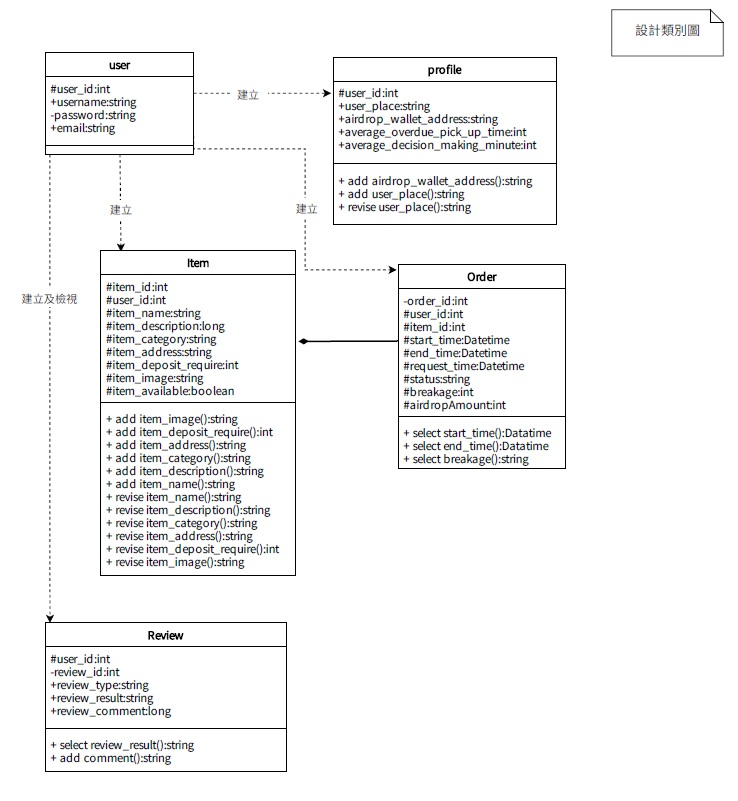 設計類別圖
user
#user_id:int
+username:string
-password:string
+email:string
建立
profile
#user_id:int
+user_place:string
+airdrop_wallet_address:string
+average_overdue_pick_up_time:int
+average_decision_making_minute:int
+ add airdrop_wallet_address():string
+ add user_place():string
+ revise user_place():string
建立
建立
建立及檢視
Item
#item_id:int
#user_id:int
#item_name:string
#item_description:long
#item_category:string
#item_address:string
#item_deposit_require:int
#item_image:string
#item_available:boolean
+ add item_image():string
+ add item_deposit_require():int
+ add item_address():string
+ add item_category():string
+ add item_description():string
+ add item_name():string
+ revise item_name():string
+ revise item_description():string
+ revise item_category():string
+ revise item_address():string
+ revise item_deposit_require():int
+ revise item_image():string
Order
-order_id:int
#user_id:int
#item_id:int
#start_time:Datetime
#end_time:Datetime
#request_time:Datetime
#status:string
#breakage:int
#airdropAmount:int
+ select start_time():Datatime
+ select end_time():Datatime
+ select breakage():string
Review
#user_id:int
-review_id:int
+review_type:string
+review_result:string
+review_comment:long
+ select review_result():string
+ add comment():string